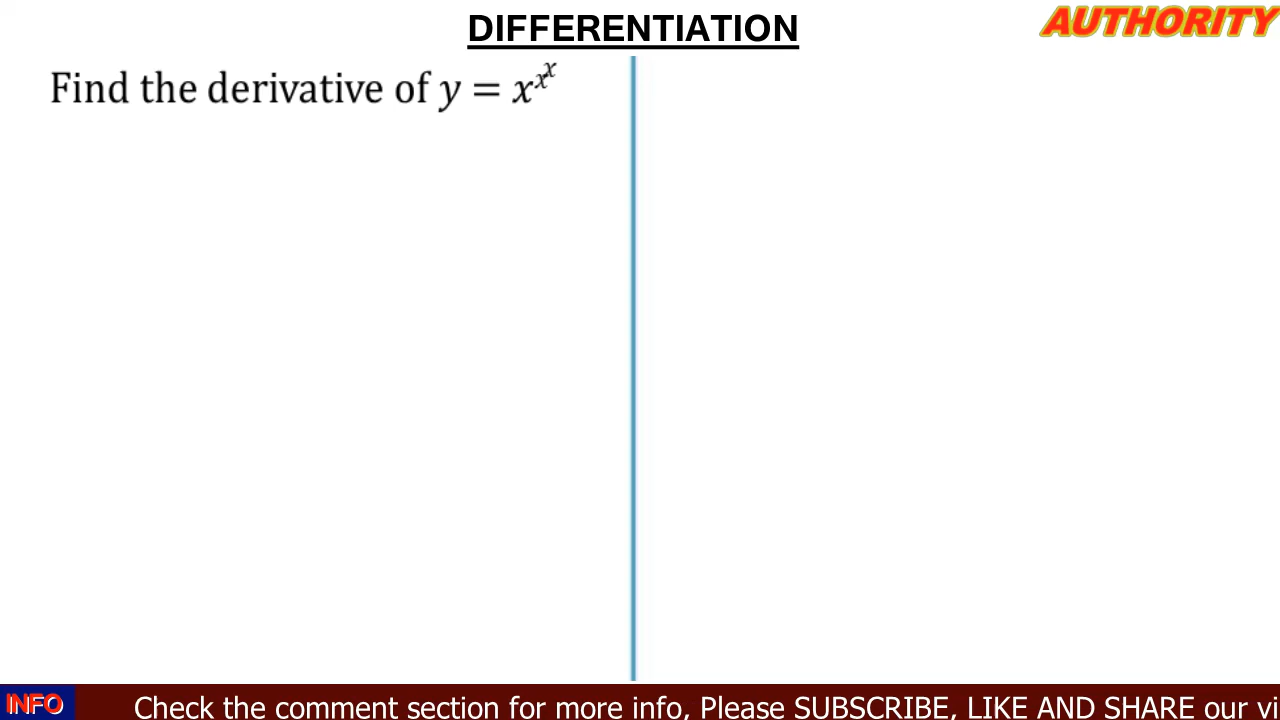 DIFFERENTIATION
AUTHORITY
Find the derivative of y = x^{x^x}
INFO
Check the comment section for more info, Please SUBSCRIBE, LIKE AND SHARE our vi